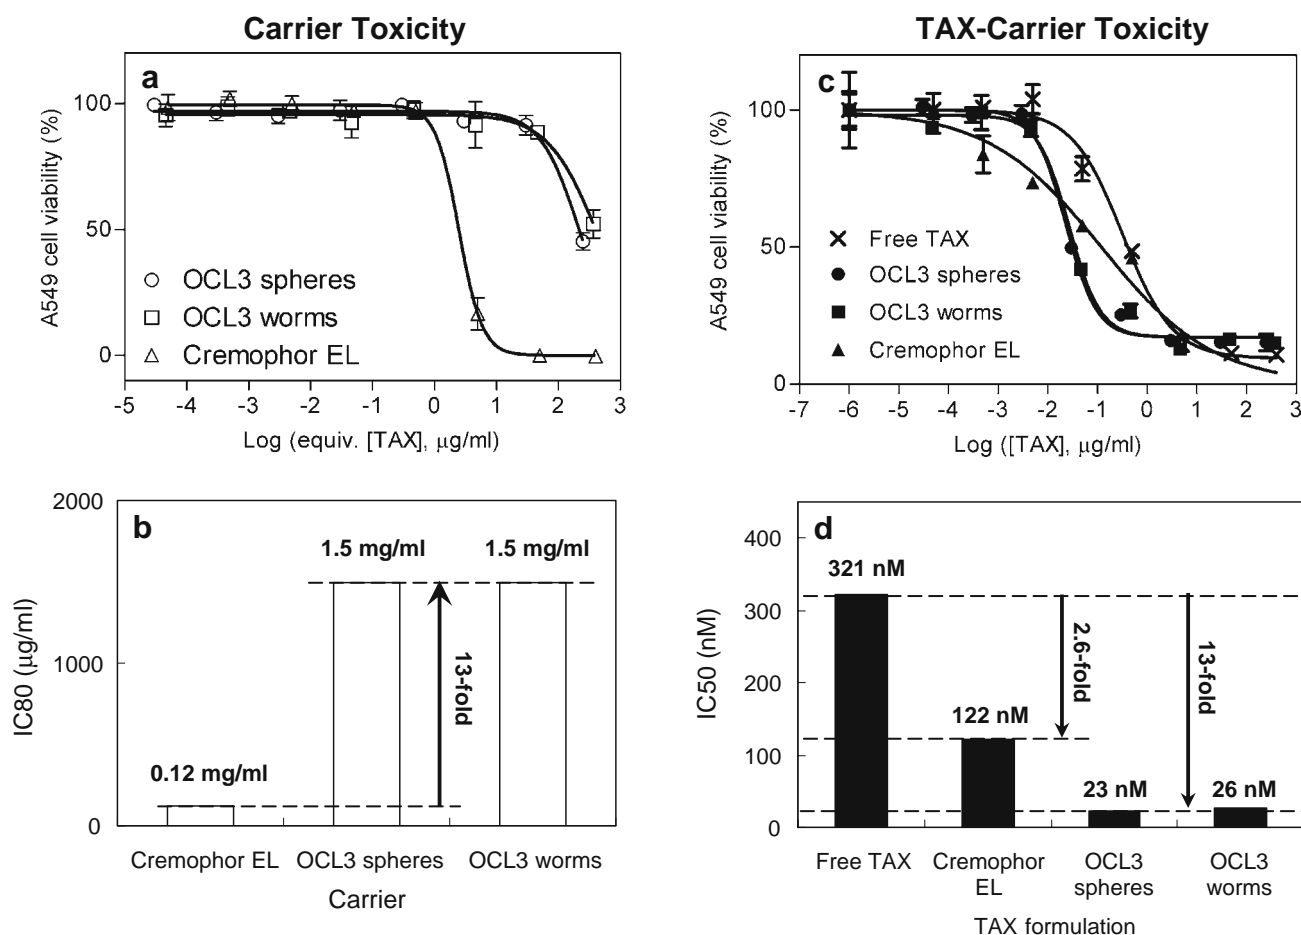 Carrier Toxicity
a
A549 cell viability (%)
100
50
0
OCL3 spheres
OCL3 worms
Cremophor EL
-5 -4 -3 -2 -1 0 1 2 3
Log (equiv. [TAX], μg/ml)
TAX-Carrier Toxicity
c
A549 cell viability (%)
100
50
0
Free TAX
OCL3 spheres
OCL3 worms
Cremophor EL
-7 -6 -5 -4 -3 -2 -1 0 1 2 3
Log ([TAX], μg/ml)
b
IC80 (μg/ml)
2000
1000
0
1.5 mg/ml 1.5 mg/ml
13-fold
0.12 mg/ml
Cremophor EL OCL3 spheres OCL3 worms
Carrier
d
IC50 (nM)
400
300
200
100
0
321 nM
2.6-fold
13-fold
122 nM
23 nM 26 nM
Free TAX Cremophor OCL3 OCL3
EL spheres worms
TAX formulation